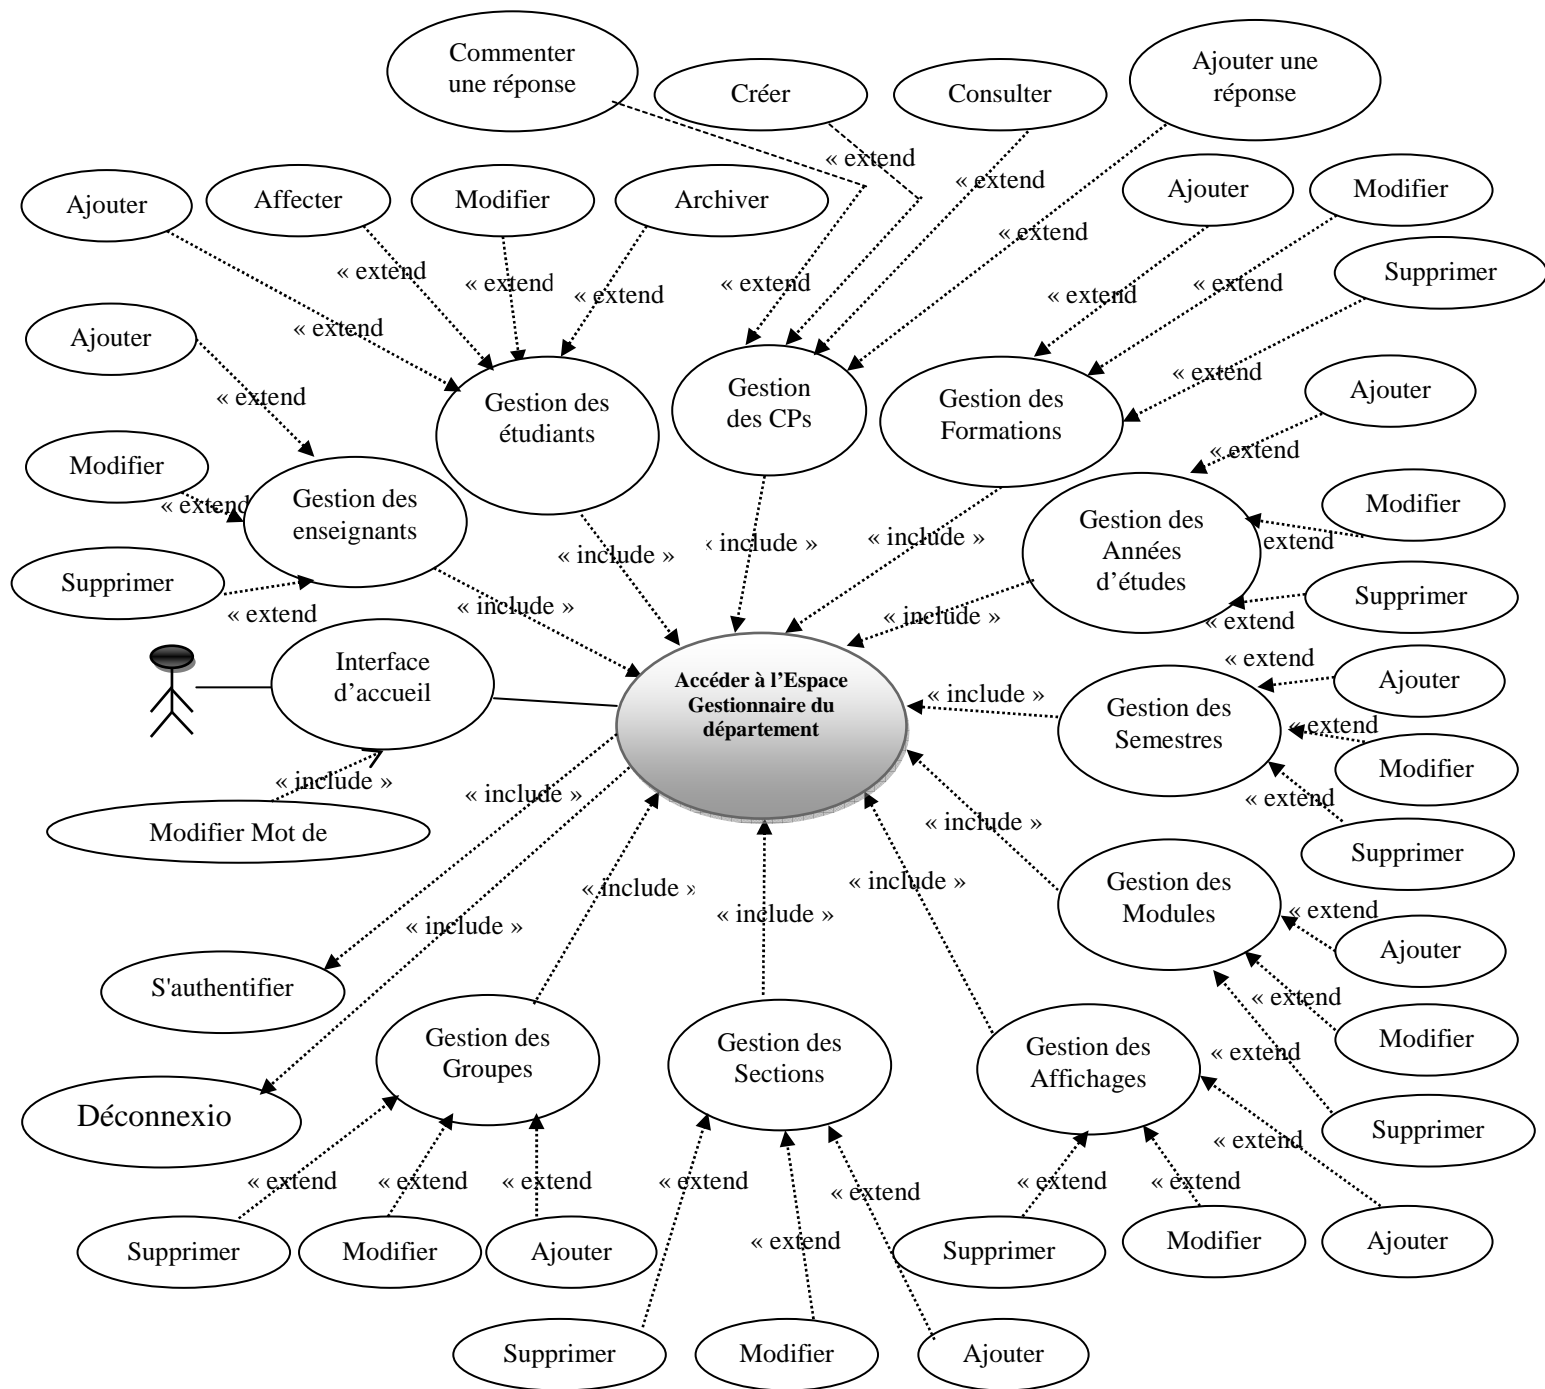 Commenter
une réponse
Créer
Consulter
Ajouter une
réponse
« extend
« extend
« extend
« extend
Ajouter
Affecter
Modifier
Archiver
Ajouter
Modifier
Supprimer
« extend
« extend
« extend
« extend
« extend
« extend
« extend
Ajouter
Modifier
Supprimer
« extend
« extend
« extend
Gestion des
étudiants
Gestion
des CPs
Gestion des
Formations
Gestion des
enseignants
Ajouter
Modifier
Supprimer
« extend
extend
« extend
Gestion des
Années
d’études
« include »
« include »
‹ include »
« include »
« include »
Interface
d’accueil
Accéder à l’Espace
Gestionnaire du
département
« include »
Modifier Mot de
« include »
Gestion des
Semestres
« extend
« extend
« extend
Ajouter
Modifier
Supprimer
« include »
« include »
« include »
« include »
« include »
« include »
Gestion des
Modules
« extend
« extend
« extend
Ajouter
Modifier
Supprimer
S'authentifier
Déconnexio
Gestion des
Groupes
Gestion des
Sections
Gestion des
Affichages
« extend
« extend
« extend
« extend
« extend
« extend
« extend
« extend
« extend
Supprimer
Modifier
Ajouter
Supprimer
Modifier
Ajouter
Supprimer
Modifier
Ajouter